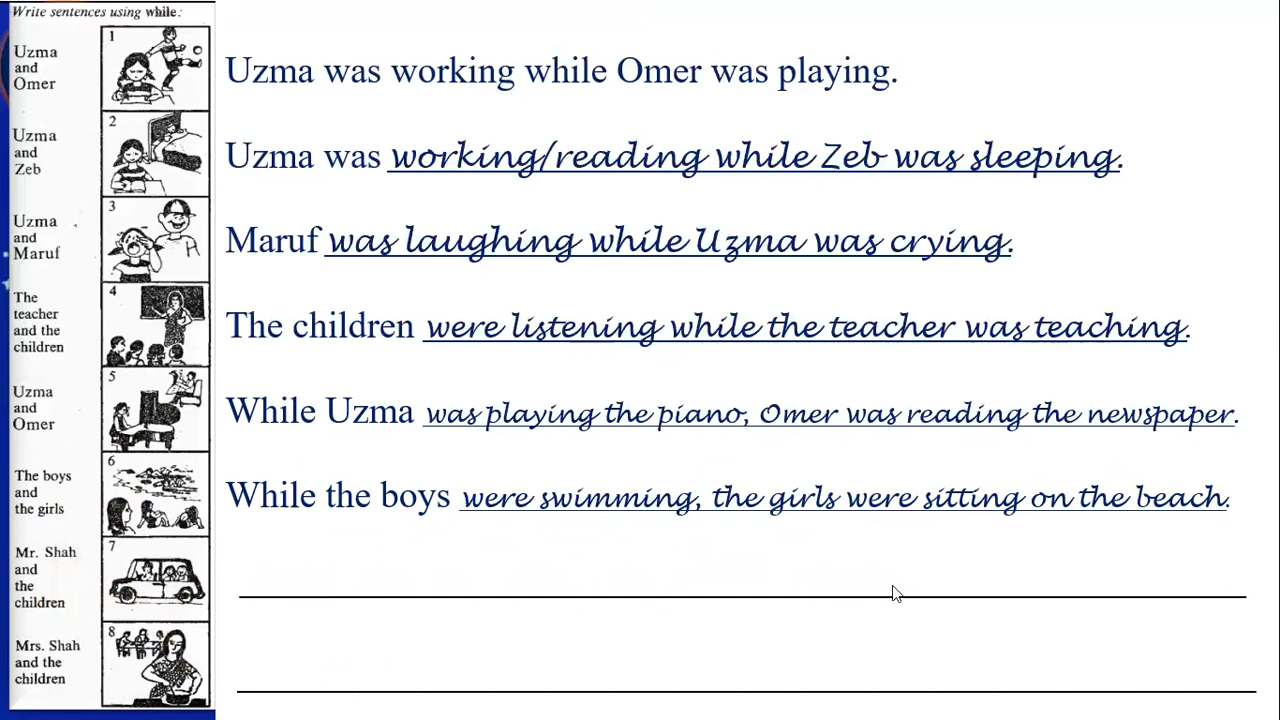 Write sentences using while:
Uzma
and
Omer
1
Uzma was working while Omer was playing.
Uzma
and
Zeb
2
Uzma was working/reading while Zeb was sleeping.
Uzma
and
Maruf
3
Maruf was laughing while Uzma was crying.
The
teacher
and the
children
4
The children were listening while the teacher was teaching.
Uzma
and
Omer
5
While Uzma was playing the piano, Omer was reading the newspaper.
The boys
and
the girls
6
While the boys were swimming, the girls were sitting on the beach.
Mr. Shah
and
the
children
7
Mrs. Shah
and the
children
8